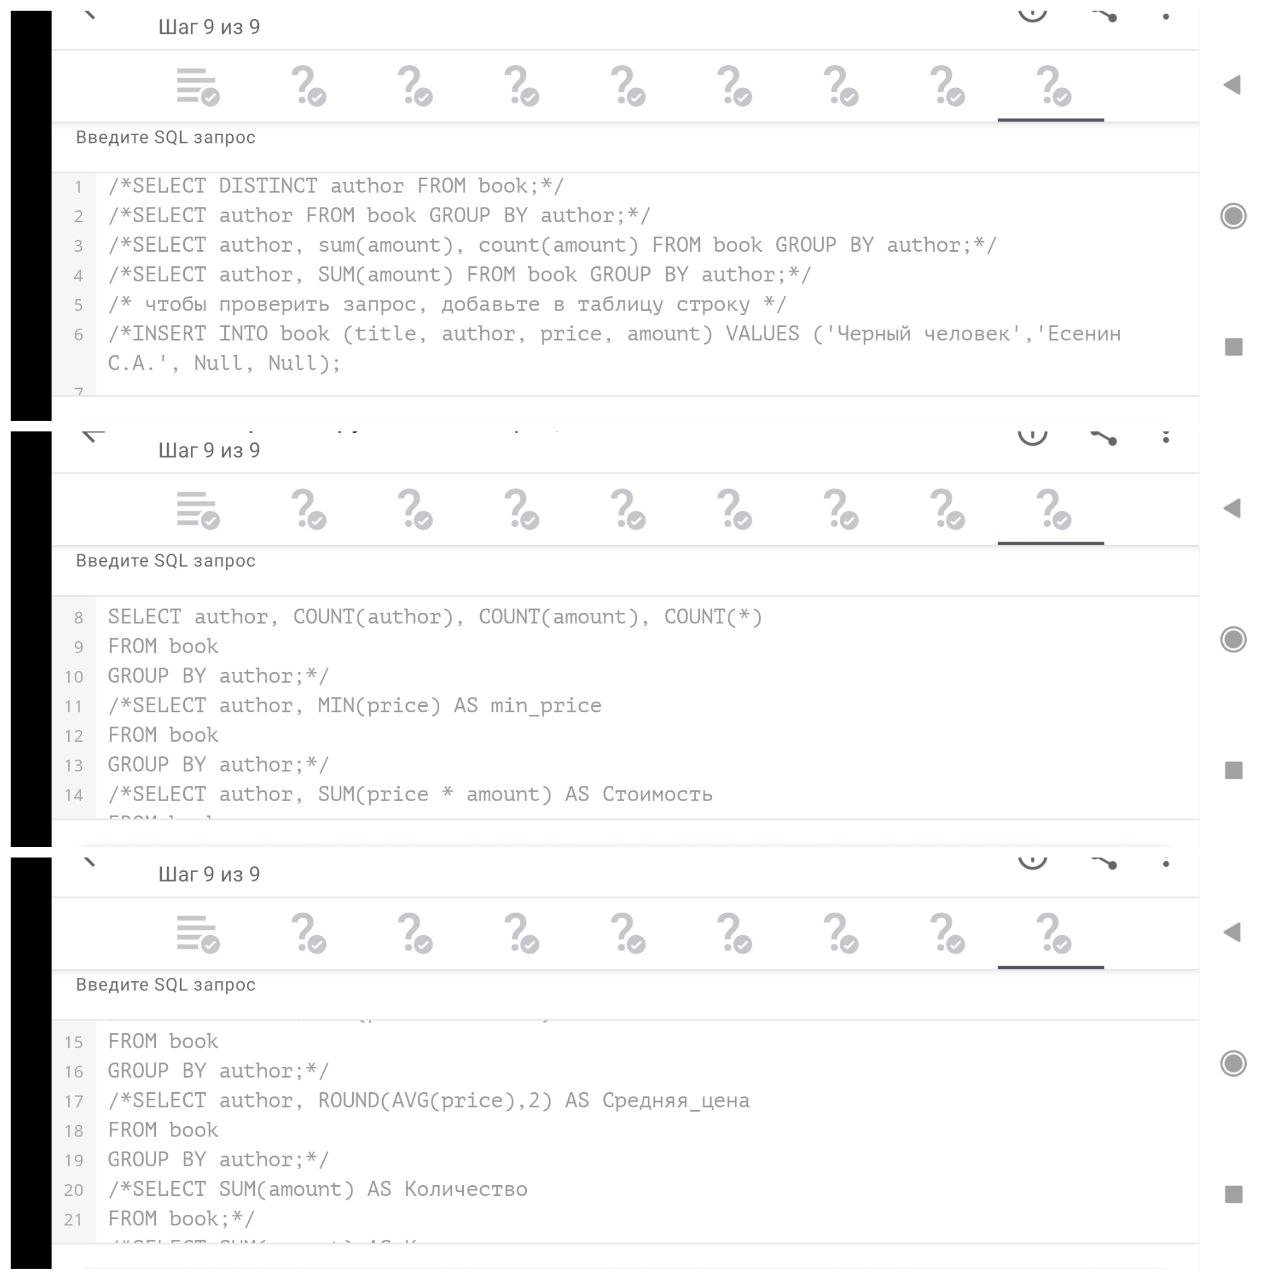 Шаг 9 из 9
Введите SQL запрос
1 /*SELECT DISTINCT author FROM book;*/
2 /*SELECT author FROM book GROUP BY author;*/
3 /*SELECT author, sum(amount), count(amount) FROM book GROUP BY author;*/
4 /*SELECT author, SUM(amount) FROM book GROUP BY author;*/
5 /* чтобы проверить запрос, добавьте в таблицу строку */
6 /*INSERT INTO book (title, author, price, amount) VALUES ('Черный человек','Есенин
С.А.', Null, Null);
7
Шаг 9 из 9
Введите SQL запрос
8 SELECT author, COUNT(author), COUNT(amount), COUNT(*)
9 FROM book
10 GROUP BY author;*/
11 /*SELECT author, MIN(price) AS min_price
12 FROM book
13 GROUP BY author;*/
14 /*SELECT author, SUM(price * amount) AS Стоимость
FROM book
Шаг 9 из 9
Введите SQL запрос
15 FROM book
16 GROUP BY author;*/
17 /*SELECT author, ROUND(AVG(price),2) AS Средняя_цена
18 FROM book
19 GROUP BY author;*/
20 /*SELECT SUM(amount) AS Количество
21 FROM book;*/